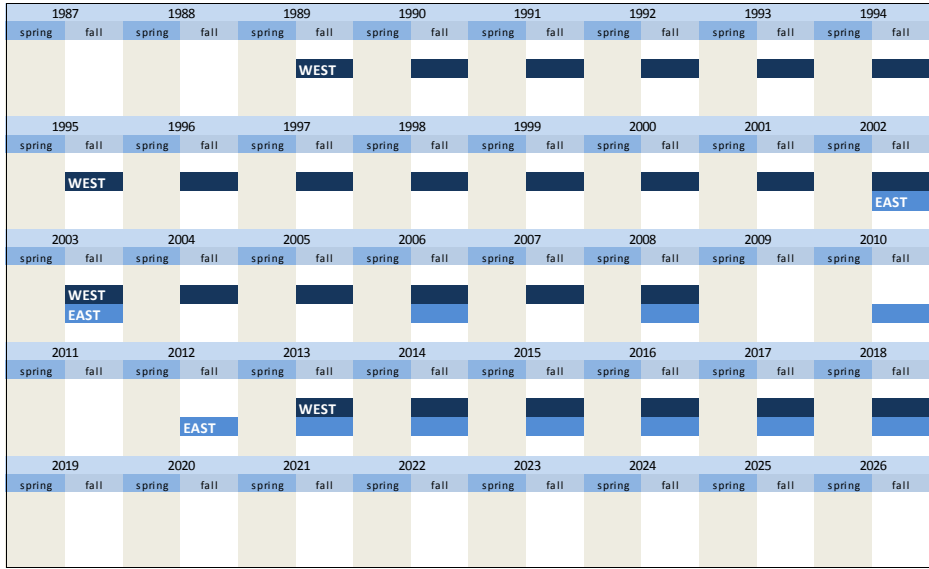 1987 1988 1989 1990 1991 1992 1993 1994
spring fall spring fall spring fall spring fall spring fall spring fall spring fall spring fall
WEST
1995 1996 1997 1998 1999 2000 2001 2002
spring fall spring fall spring fall spring fall spring fall spring fall spring fall spring fall
WEST
EAST
2003 2004 2005 2006 2007 2008 2009 2010
spring fall spring fall spring fall spring fall spring fall spring fall spring fall spring fall
WEST
EAST
2011 2012 2013 2014 2015 2016 2017 2018
spring fall spring fall spring fall spring fall spring fall spring fall spring fall spring fall
WEST
EAST
2019 2020 2021 2022 2023 2024 2025 2026
spring fall spring fall spring fall spring fall spring fall spring fall spring fall spring fall